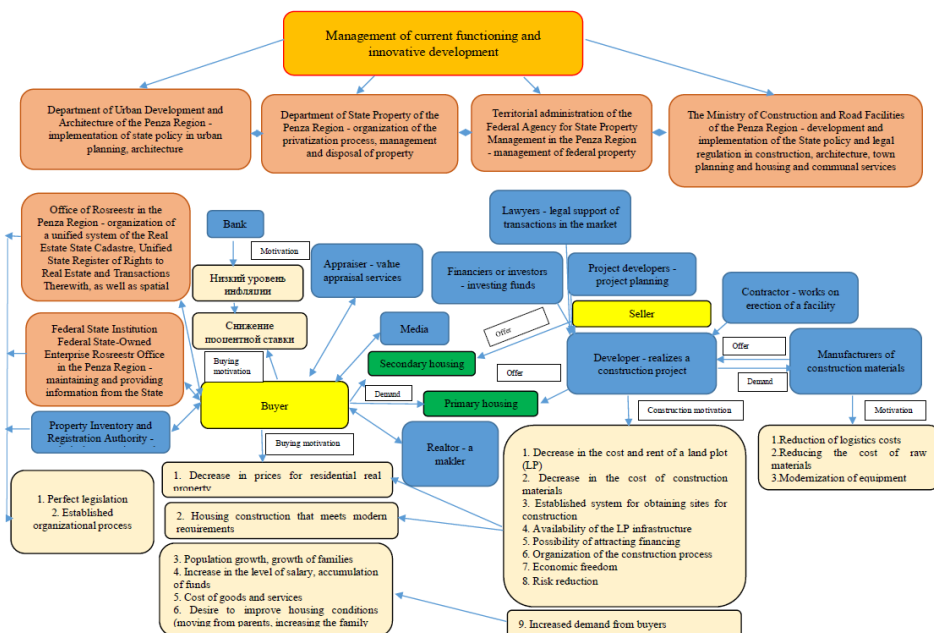 Management of current functioning and
innovative development
Department of Urban Development and
Architecture of the Penza Region -
implementation of state policy in urban
planning, architecture
Department of State Property of the
Penza Region - organization of the
privatization process, management
and disposal of property
Territorial administration of the
Federal Agency for State Property
Management in the Penza Region
- management of federal property
The Ministry of Construction and Road Facilities
of the Penza Region - development and
implementation of the State policy and legal
regulation in construction, architecture, town
planning and housing and communal services
Office of Rosreestr in the
Penza Region - organization of
a unified system of the Real
Estate State Cadastre, Unified
State Register of Rights to
Real Estate and Transactions
Therewith, as well as spatial
Bank
Motivation
Низкий уровень
инфляции
Снижение
процентной ставки
Appraiser - value
appraisal services
Lawyers - legal support of
transactions in the market
Financiers or investors
- investing funds
Project developers -
project planning
Contractor - works on
erection of a facility
Seller
Offer
Media
Federal State Institution
Federal State-Owned
Enterprise Rosreestr Office
in the Penza Region -
maintaining and providing
information from the State
Buying
motivation
Secondary housing
Offer
Developer - realizes a
construction project
Offer
Demand
Manufacturers of
construction materials
Buyer
Demand
Primary housing
Construction motivation
Motivation
Property Inventory and
Registration Authority -
Buying motivation
Realtor - a
makler
1. Perfect legislation
2. Established
organizational process
1. Decrease in prices for residential real
property
2. Housing construction that meets modern
requirements
3. Population growth, growth of families
4. Increase in the level of salary, accumulation
of funds
5. Cost of goods and services
6. Desire to improve housing conditions
(moving from parents, increasing the family
1. Decrease in the cost and rent of a land plot
(LP)
2. Decrease in the cost of construction
materials
3. Established system for obtaining sites for
construction
4. Availability of the LP infrastructure
5. Possibility of attracting financing
6. Organization of the construction process
7. Economic freedom
8. Risk reduction
1.Reduction of logistics costs
2.Reducing the cost of raw
materials
3.Modernization of equipment
9. Increased demand from buyers